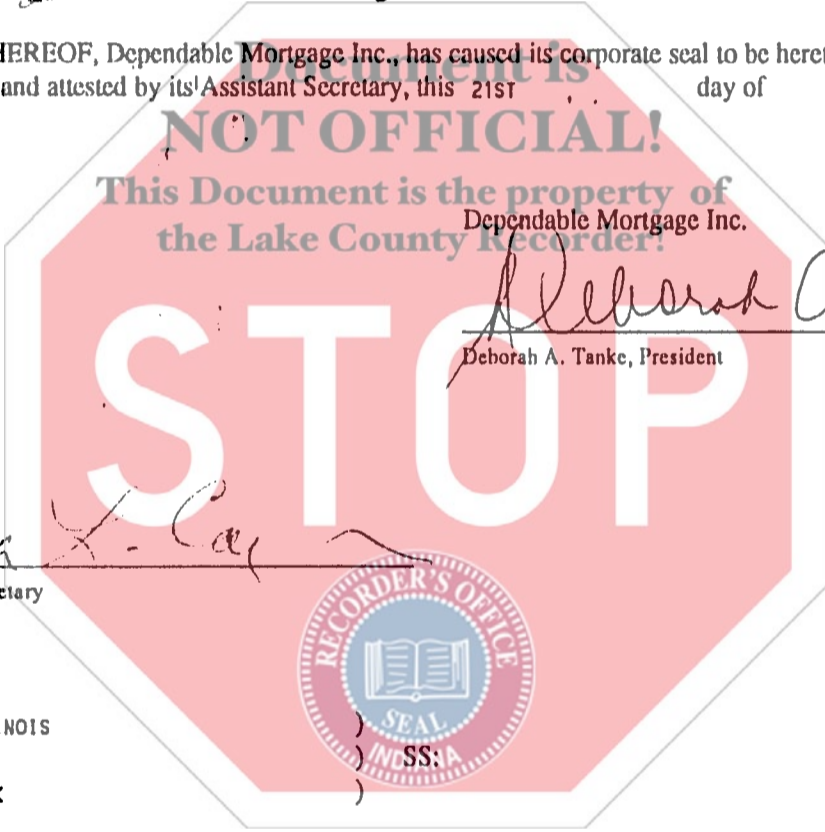 HEREOF, Dependable Mortgage Inc., has caused its corporate seal to be heret
and attested by its Assistant Secretary, this 21ST day of
Document is
NOT OFFICIAL!
This Document is the property of
the Lake County Recorder!
Dependable Mortgage Inc.
Deborah
Deborah A. Tanke, President
STOP
etary
RECORDER'S OFFICE
SEAL
INDIANA
NOIS )
) SS:
)